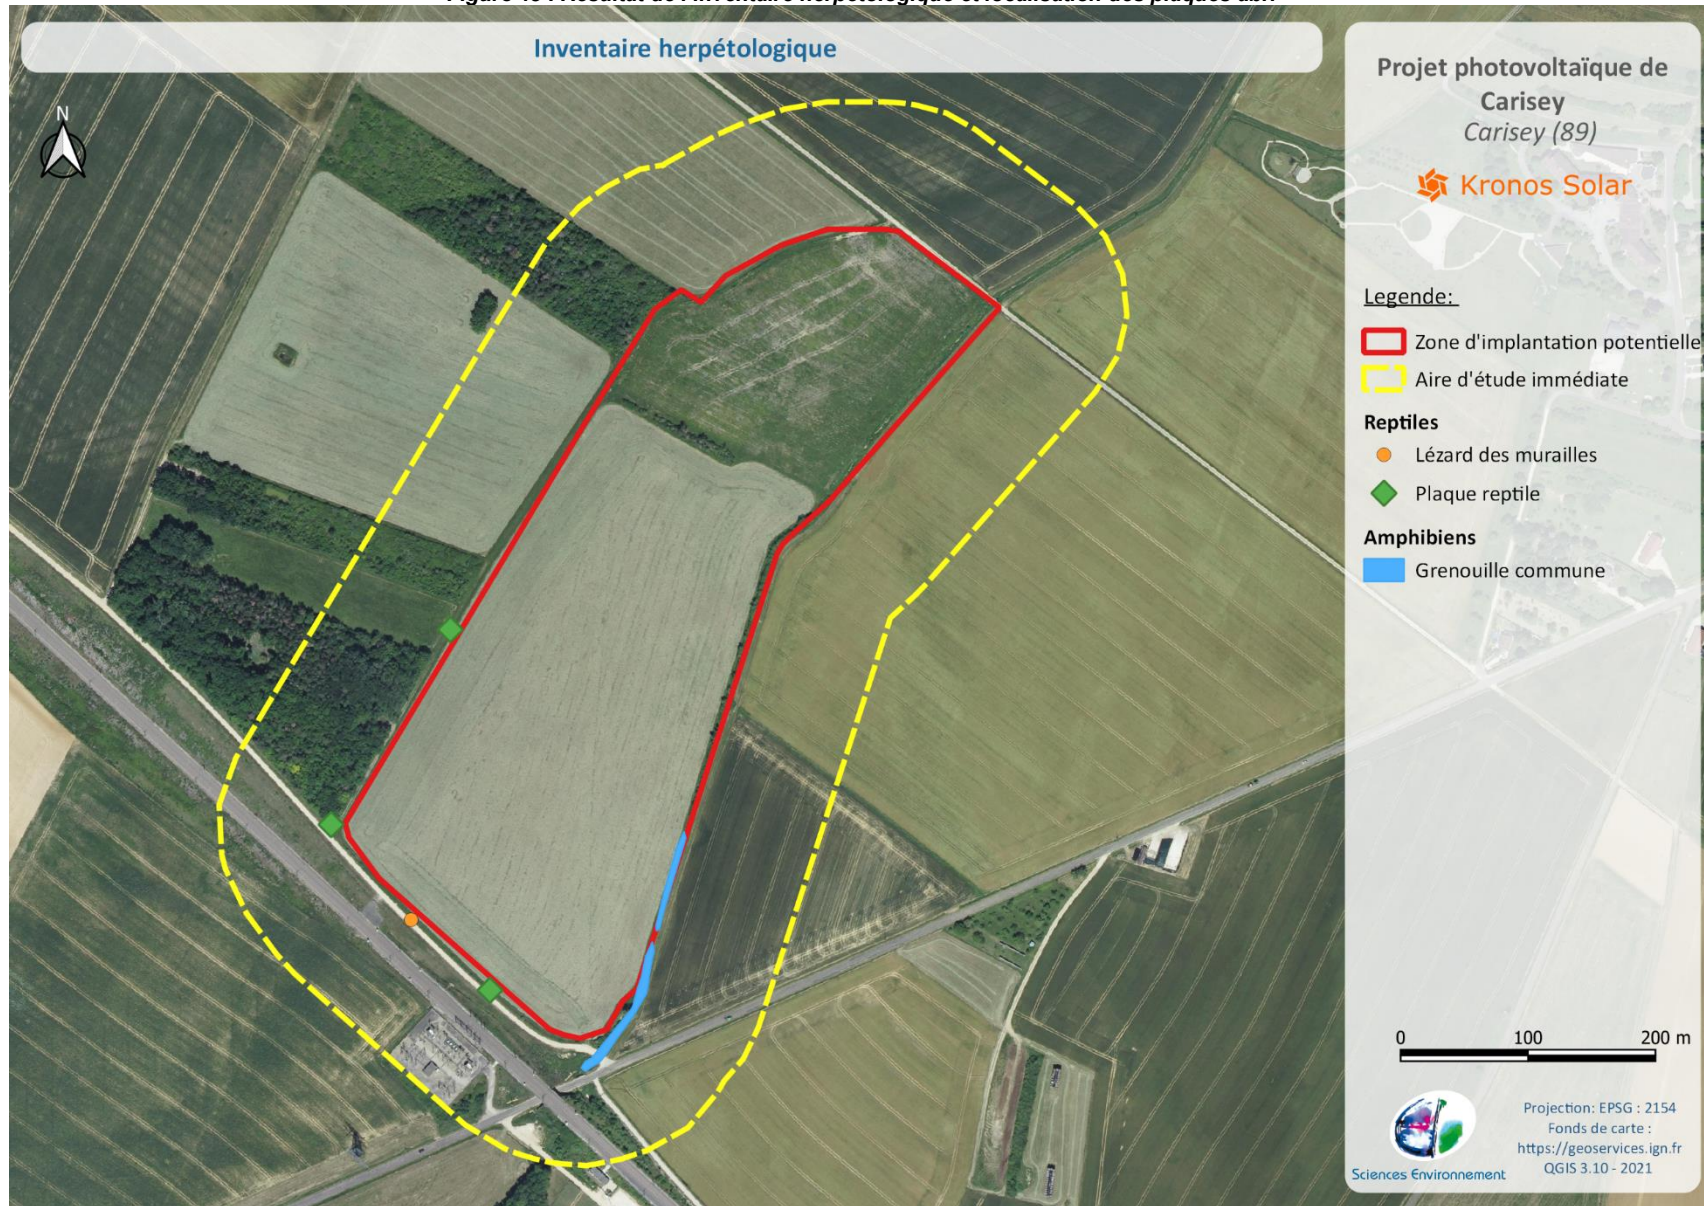 Inventaire herpétologique
N
Projet photovoltaïque de
Carisey
Carisey (89)
Kronos Solar
Legende:
Zone d'implantation potentielle
Aire d'étude immédiate
Reptiles
Lézard des murailles
Plaque reptile
Amphibiens
Grenouille commune
0 100 200 m
Projection: EPSG : 2154
Fonds de carte :
https://geoservices.ign.fr
QGIS 3.10 - 2021
Sciences Environnement